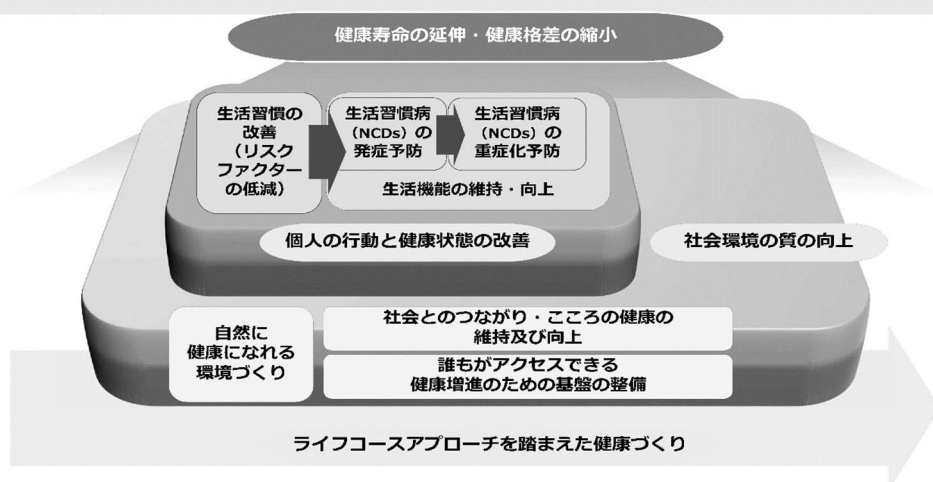 健康寿命の延伸・健康格差の縮小
生活習慣の
改善
（リスク
ファクター
の低減）
生活習慣病
（NCDs）の
発症予防
生活習慣病
（NCDs）の
重症化予防
生活機能の維持・向上
個人の行動と健康状態の改善
社会環境の質の向上
自然に
健康になれる
環境づくり
社会とのつながり・こころの健康の
維持及び向上
誰もがアクセスできる
健康増進のための基盤の整備
ライフコースアプローチを踏まえた健康づくり